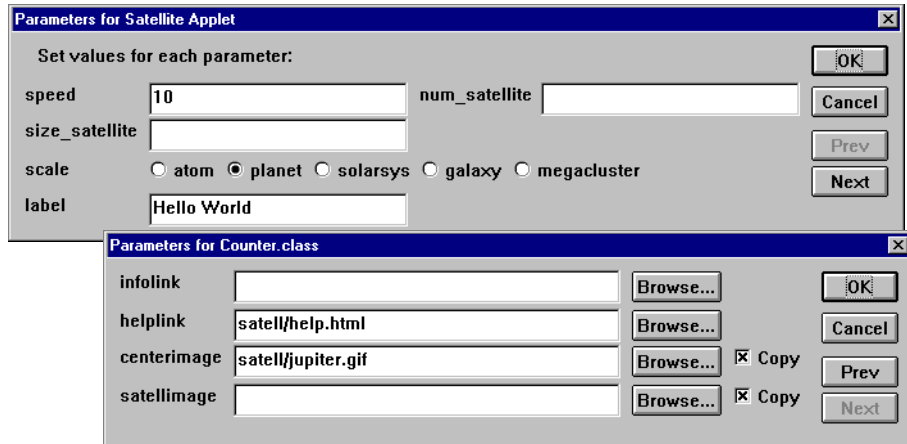 Parameters for Satellite Applet
Set values for each parameter:
OK
speed 10 num_satellite
Cancel
size_satellite
Prev
scale atom planet solarsys galaxy megacluster
Next
label Hello World
Parameters for Counter.class
infolink Browse... OK
helplink satell/help.html Browse... Cancel
centerimage satell/jupiter.gif Browse... Copy
Prev
satellimage Browse... Copy
Next